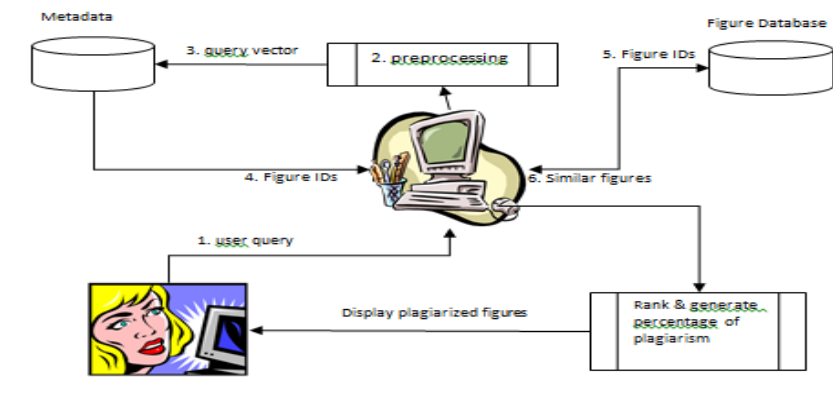 Metadata
Figure Database
3. query vector
2. preprocessing
5. Figure IDs
4. Figure IDs
6. Similar figures
1. user query
Display plagiarized figures
Rank & generate
percentage of
plagiarism